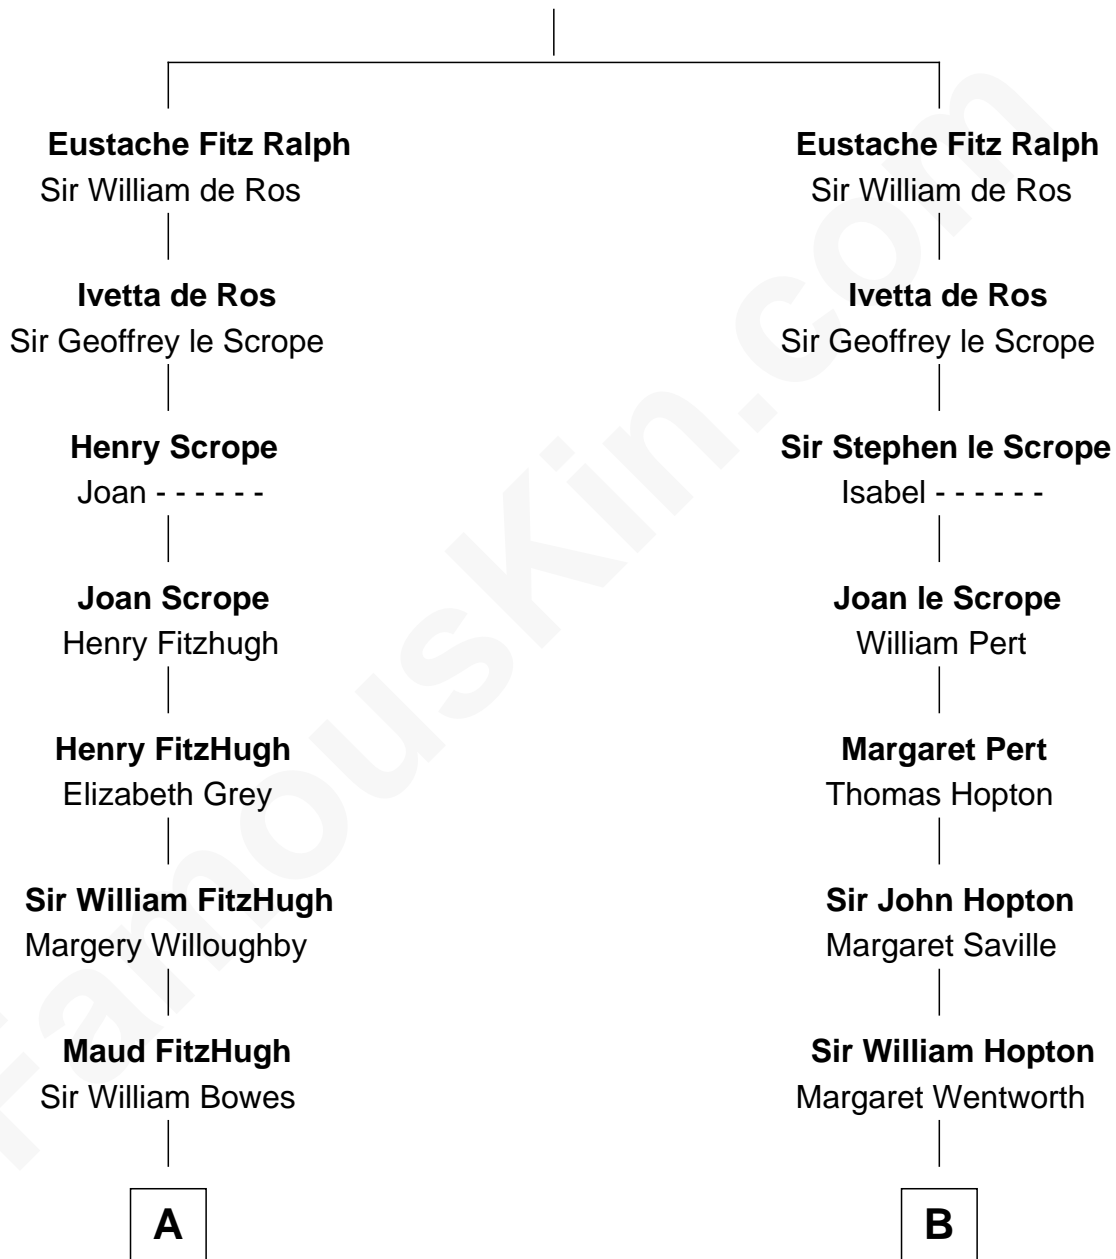 Eustache Fitz Ralph
Sir William de Ros
Ivetta de Ros
Sir Geoffrey le Scrope
Henry Scrope
Joan - - - - - -
Joan Scrope
Henry Fitzhugh
Henry FitzHugh
Elizabeth Grey
Sir William FitzHugh
Margery Willoughby
Maud FitzHugh
Sir William Bowes
A
Eustache Fitz Ralph
Sir William de Ros
Ivetta de Ros
Sir Geoffrey le Scrope
Sir Stephen le Scrope
Isabel - - - - - -
Joan le Scrope
William Pert
Margaret Pert
Thomas Hopton
Sir John Hopton
Margaret Saville
Sir William Hopton
Margaret Wentworth
B
FamousKin.com